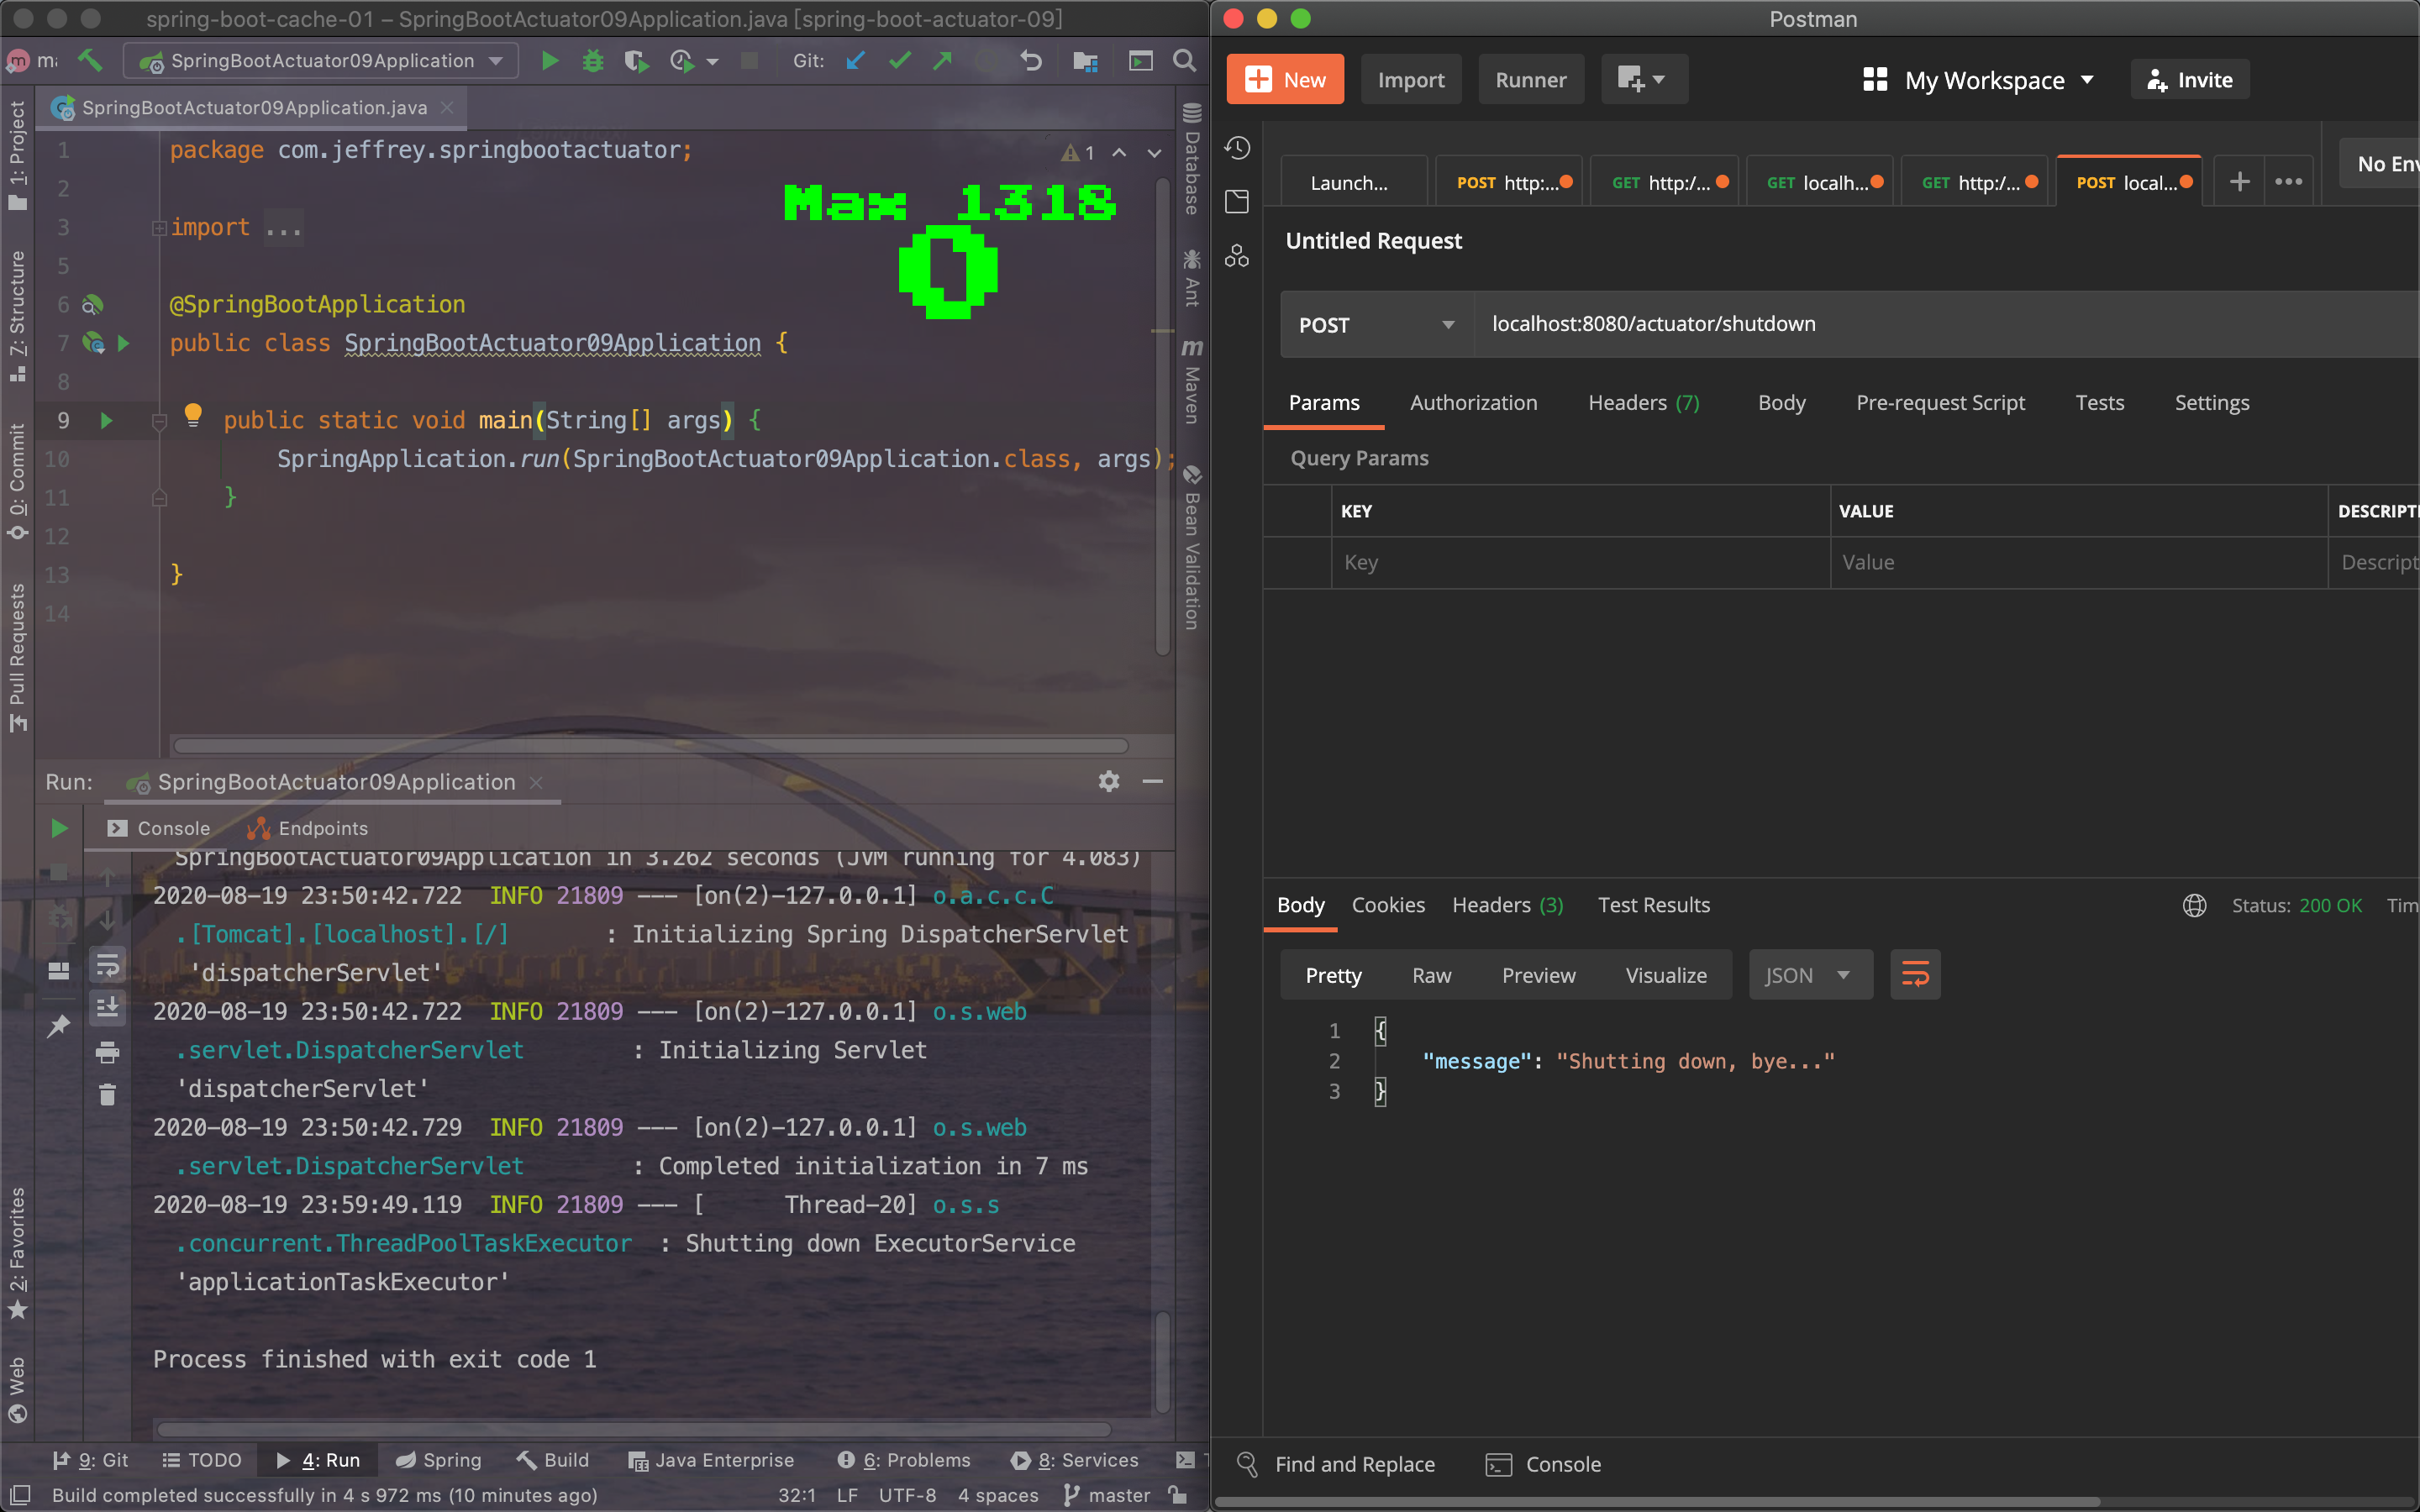 spring-boot-cache-01 – SpringBootActuator09Application.java [spring-boot-actuator-09]
SpringBootActuator09Application
Git:
SpringBootActuator09Application.java
1: Project
7: Structure
0: Commit
Pull Requests
2: Favorites
Web
1 package com.jeffrey.springbootactuator;
2
3 import ...
5
6 @SpringBootApplication
7 public class SpringBootActuator09Application {
8
9 public static void main(String[] args) {
10 SpringApplication.run(SpringBootActuator09Application.class, args);
11 }
12
13 }
14
1
Max 1318
0
Database
Ant
Maven
Bean Validation
Run: SpringBootActuator09Application
Console Endpoints
SpringBootActuator09Application in 3.262 seconds (JVM running for 4.083)
2020-08-19 23:50:42.722 INFO 21809 --- [on(2)-127.0.0.1] o.a.c.c.C
.[Tomcat].[localhost].[/] : Initializing Spring DispatcherServlet
'dispatcherServlet'
2020-08-19 23:50:42.722 INFO 21809 --- [on(2)-127.0.0.1] o.s.web
.servlet.DispatcherServlet : Initializing Servlet
'dispatcherServlet'
2020-08-19 23:50:42.729 INFO 21809 --- [on(2)-127.0.0.1] o.s.web
.servlet.DispatcherServlet : Completed initialization in 7 ms
2020-08-19 23:59:49.119 INFO 21809 --- [ Thread-20] o.s.s
.concurrent.ThreadPoolTaskExecutor : Shutting down ExecutorService
'applicationTaskExecutor'
Process finished with exit code 1
9: Git TODO 4: Run Spring Build Java Enterprise 6: Problems 8: Services
Build completed successfully in 4 s 972 ms (10 minutes ago) 32:1 LF UTF-8 4 spaces master
Postman
New Import Runner My Workspace Invite
Launch... POST http:... GET http:/... GET localh... GET http:/... POST local... No Env
Untitled Request
POST localhost:8080/actuator/shutdown
Params Authorization Headers (7) Body Pre-request Script Tests Settings
Query Params
KEY VALUE DESCRIPTI
Key Value Descript
Body Cookies Headers (3) Test Results Status: 200 OK Tim
Pretty Raw Preview Visualize JSON
1 {
2 "message": "Shutting down, bye..."
3 }
Find and Replace Console